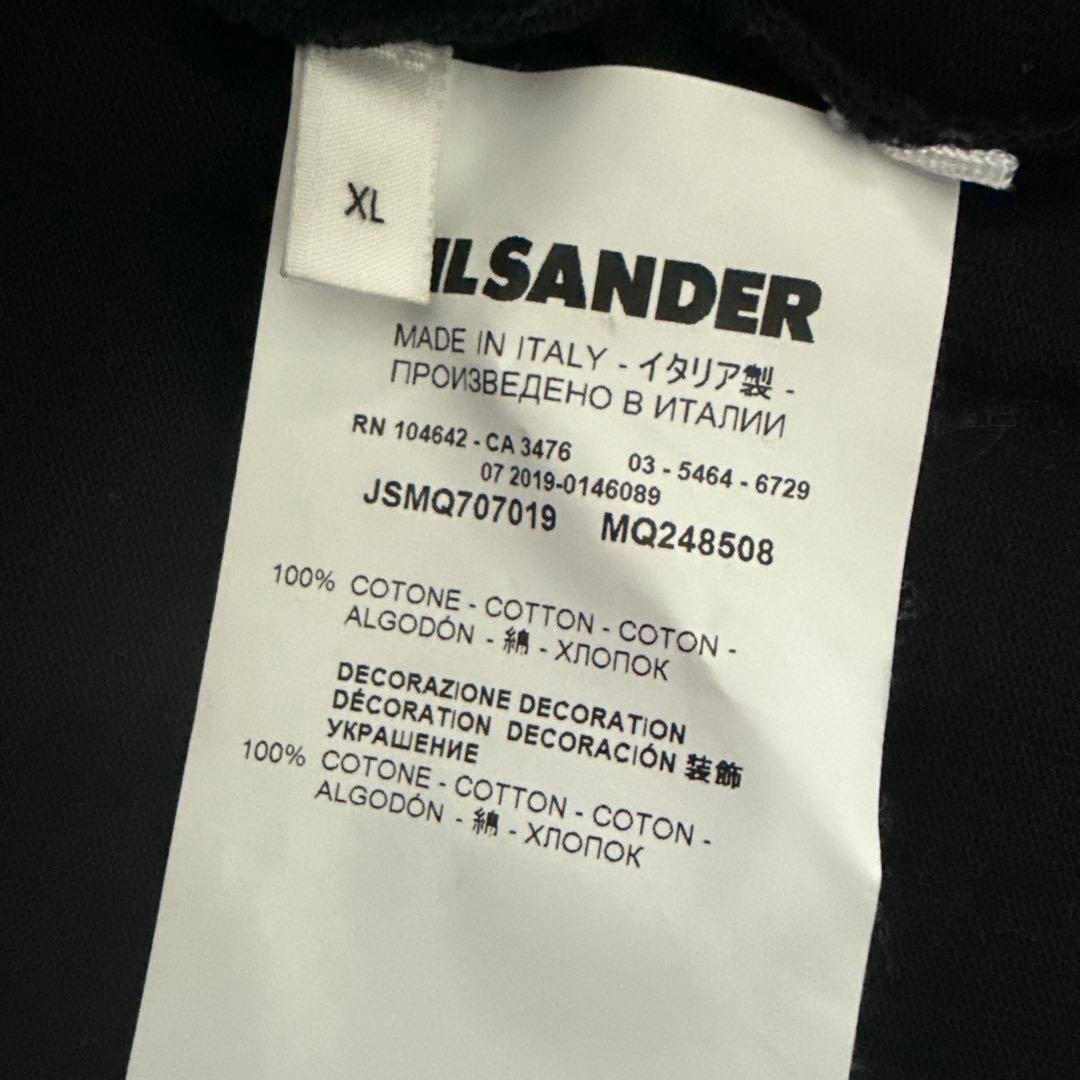 XL
ILSANDER
MADE IN ITALY - イタリア製 -
ПРОИЗВЕДЕНО В ИТАЛИИ
RN 104642 - CA 3476 03 - 5464 - 6729
07 2019-0146089
JSMQ707019 MQ248508
100% COTONE - COTTON - COTON -
ALGODÓN - 綿 - ХЛОПОК
DECORAZIONE DECORATION
DÉCORATION DECORACIÓN 装飾
УКРАШЕНИЕ
100% COTONE - COTTON - COTON -
ALGODÓN - 綿 - ХЛОПОК